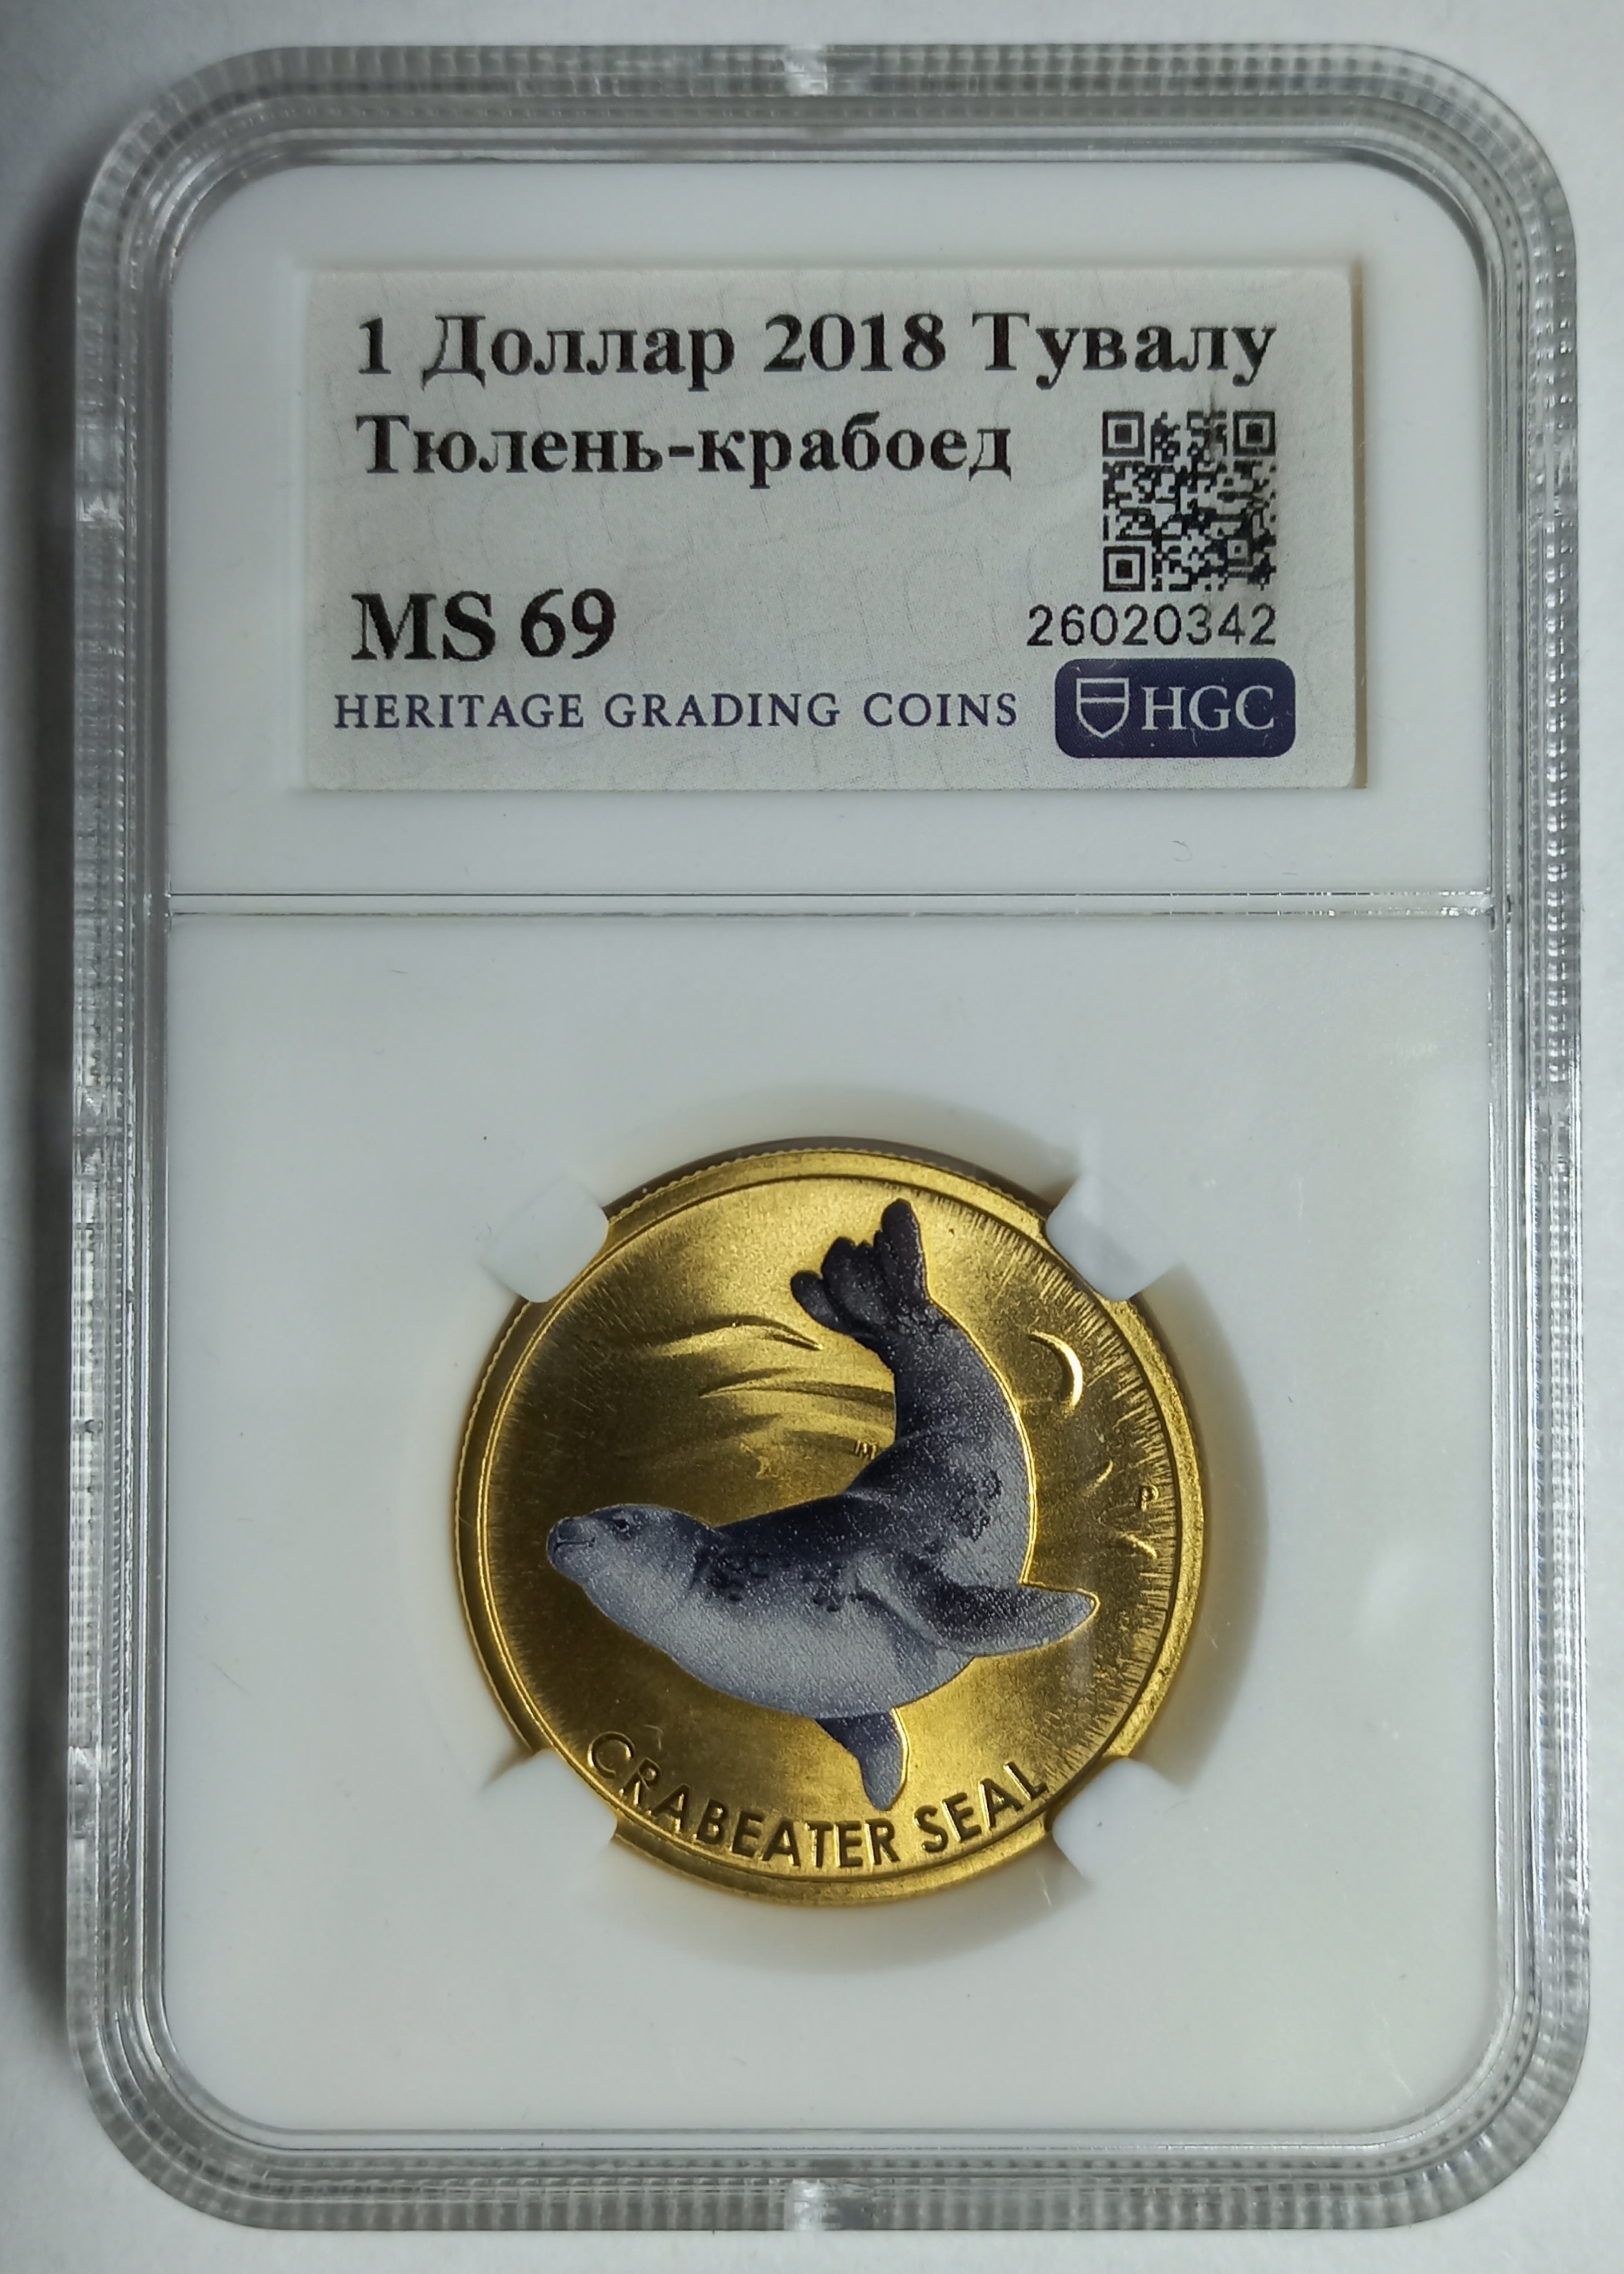 1 Доллар 2018 Тувалу
Тюлень-крабоед
MS 69
26020342
HERITAGE GRADING COINS
HGC
P
CRABEATER SEAL